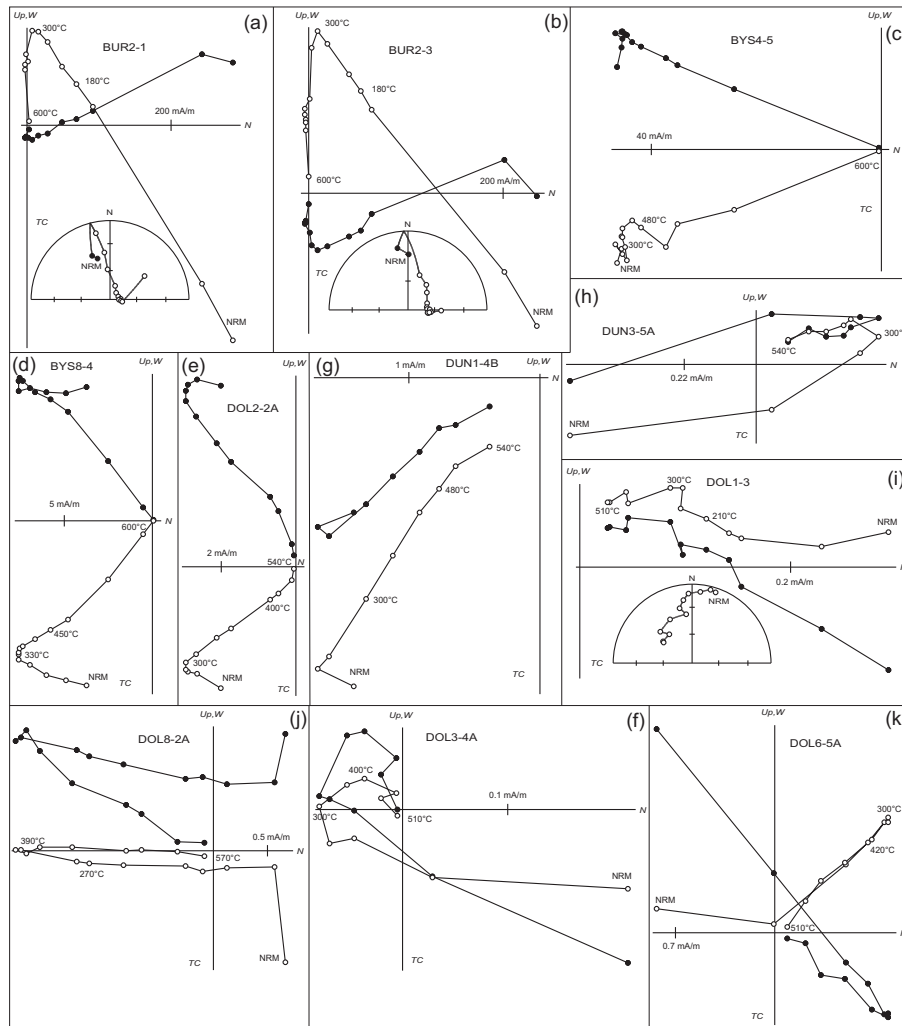 Up,W
(a)
300°C
BUR2-1
180°C
600°C
200 mA/m
N
TC
N
NRM
NRM
Up,W
(b)
300°C
BUR2-3
180°C
600°C
200 mA/m
N
TC
N
NRM
NRM
Up,W
BYS4-5
(c)
40 mA/m
N
600°C
TC
480°C
300°C
NRM
(h)
Up,W
DUN3-5A
300°
540°C
0.22 mA/m
N
NRM
TC
(d)
Up,W
BYS8-4
5 mA/m
N
600°C
450°C
330°C
NRM
TC
(e)
Up,W
DOL2-2A
2 mA/m
540°C
N
400°C
300°C
NRM
TC
(g)
Up,W
DUN1-4B
1 mA/m
N
540°C
480°C
300°C
NRM
TC
Up,W
(i)
300°C
DOL1-3
510°C
210°C
NRM
0.2 mA/m
N
NRM
TC
Up,W
(j)
DOL8-2A
0.5 mA/m
390°C
570°C
270°C
NRM
TC
Up,W
(f)
DOL3-4A
400°C
0.1 mA/m
N
300°C
510°C
NRM
TC
Up,W
(k)
DOL6-5A
300°C
420°C
NRM
510°C
0.7 mA/m
TC